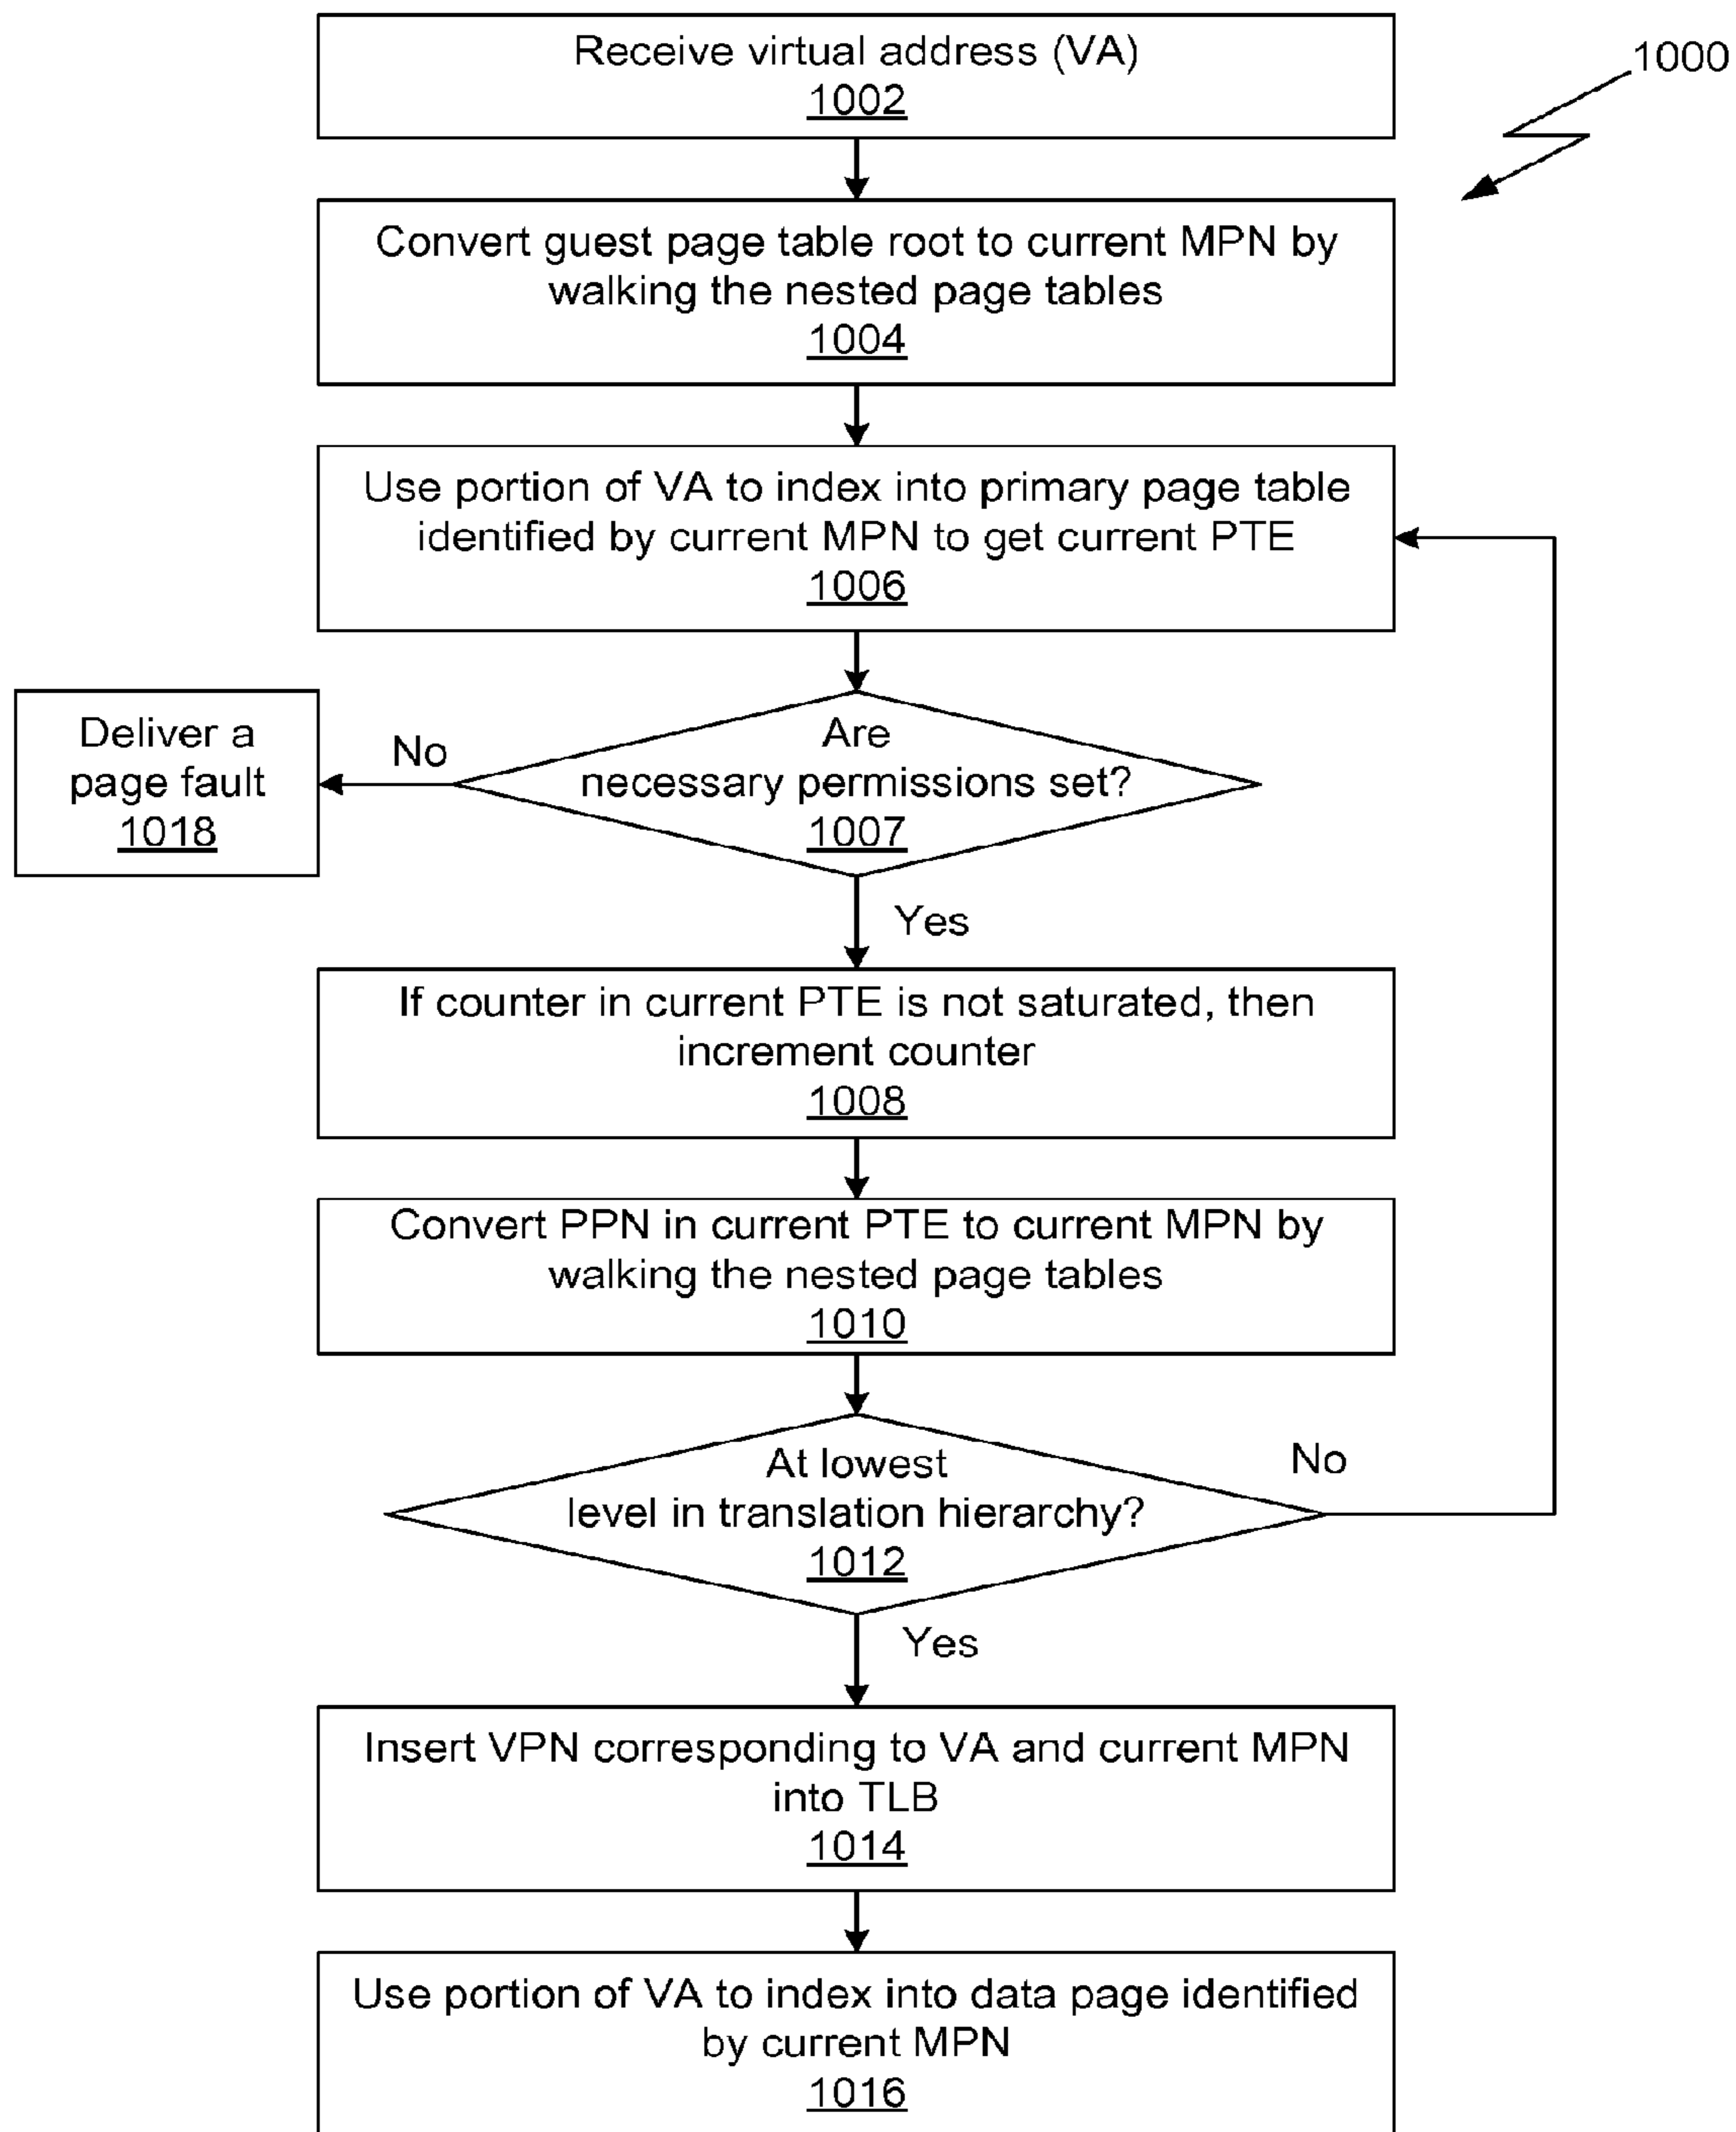 Receive virtual address (VA)
1002
1000
Convert guest page table root to current MPN by
walking the nested page tables
1004
Use portion of VA to index into primary page table
identified by current MPN to get current PTE
1006
Are
necessary permissions set?
1007
No
Deliver a
page fault
1018
Yes
If counter in current PTE is not saturated, then
increment counter
1008
Convert PPN in current PTE to current MPN by
walking the nested page tables
1010
At lowest
level in translation hierarchy?
1012
No
Yes
Insert VPN corresponding to VA and current MPN
into TLB
1014
Use portion of VA to index into data page identified
by current MPN
1016